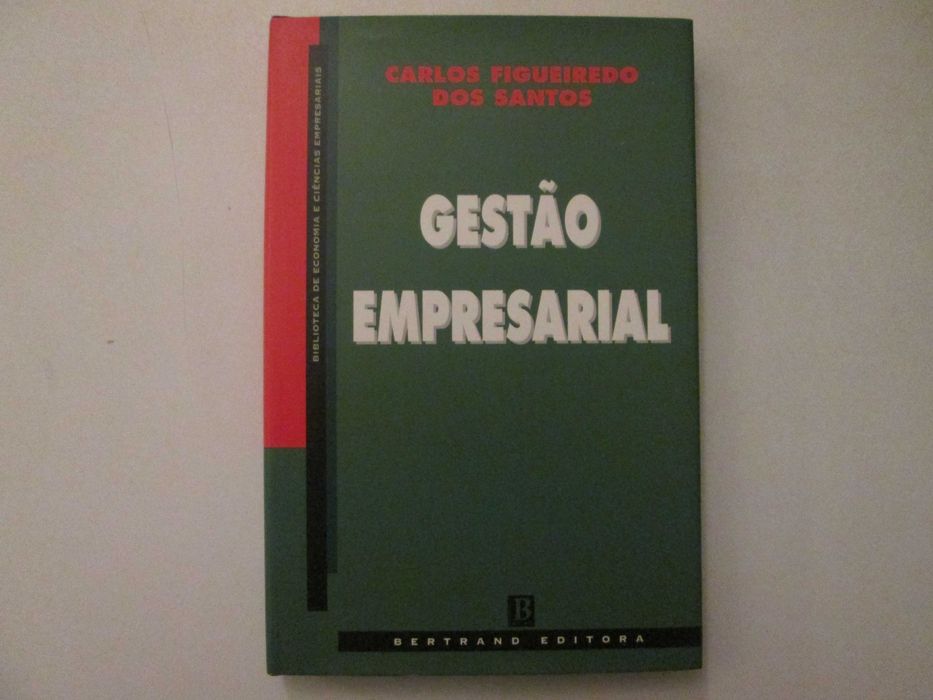 CARLOS FIGUEIREDO
DOS SANTOS
GESTÃO
EMPRESARIAL
BIBLIOTECA DE ECONOMIA E CIÊNCIAS EMPRESARIAIS
B
BERTRAND EDITORA